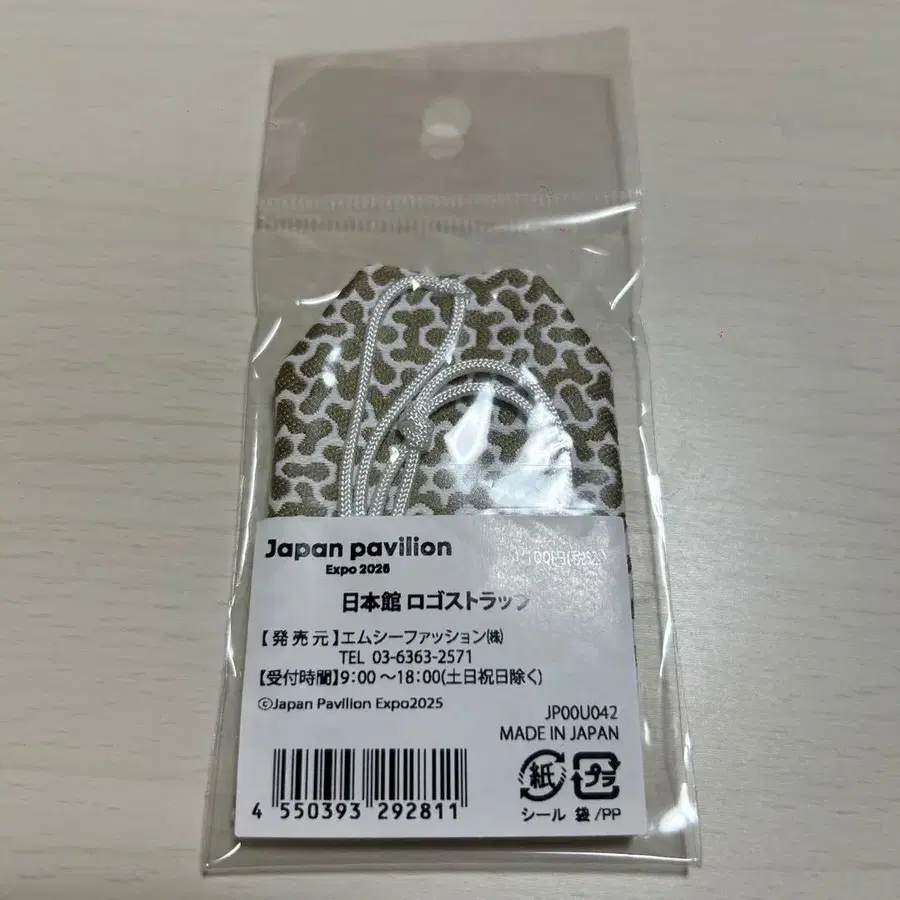 Japan pavilion
Expo 2025
日本館 ロゴストラップ
【発売元】エムシーファッション㈱
TEL 03-6363-2571
【受付時間】9:00～18:00(土日祝日除く)
©Japan Pavilion Expo2025
JP00U042
MADE IN JAPAN
紙 プラ
シール 袋/PP
4 550393 292811